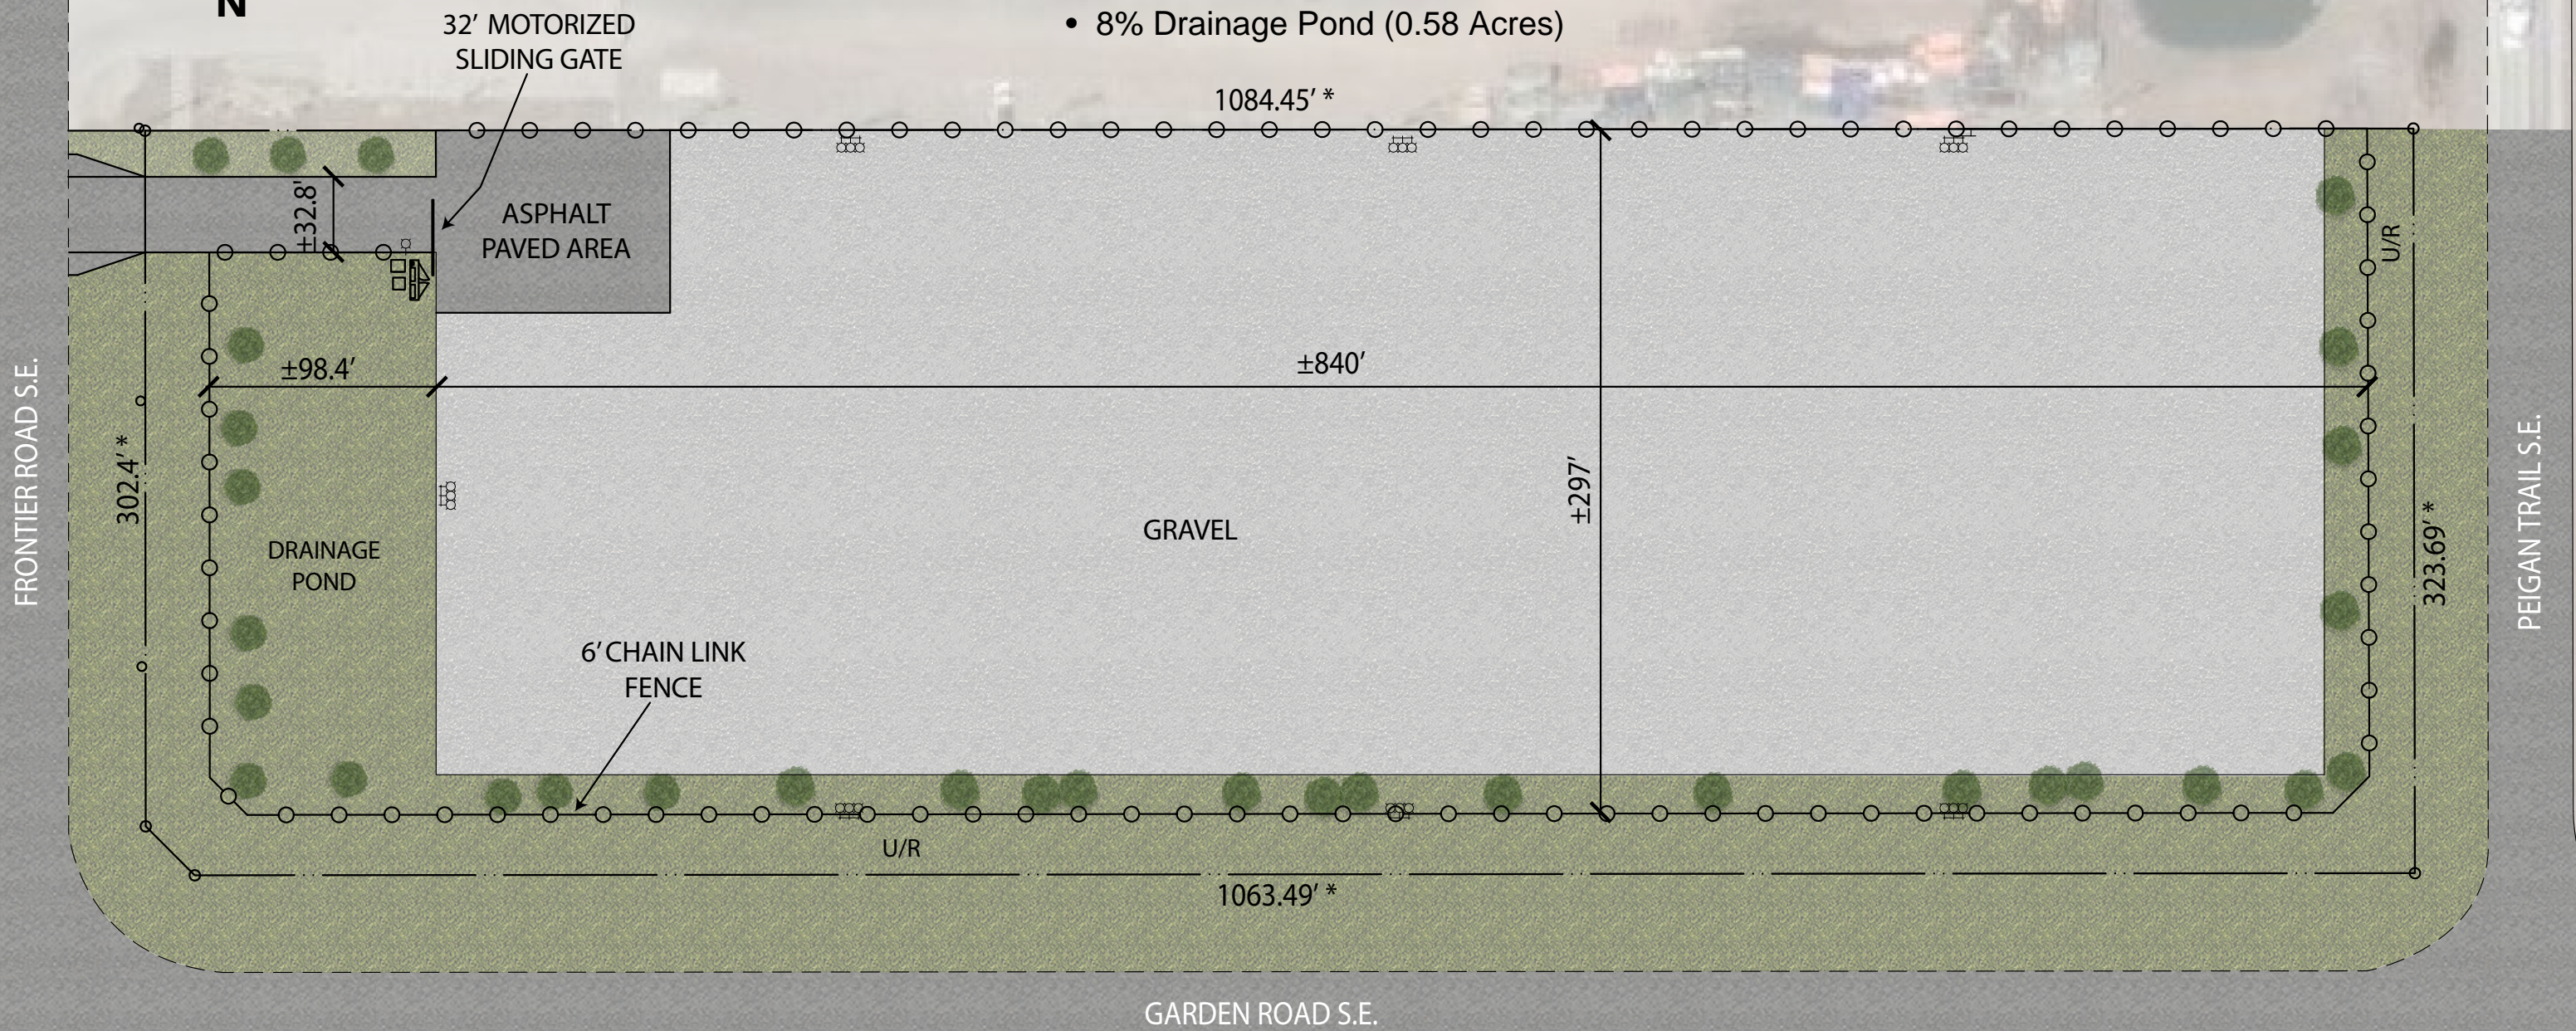 N
32' MOTORIZED
SLIDING GATE
• 8% Drainage Pond (0.58 Acres)
1084.45' *
±32.8'
ASPHALT
PAVED AREA
U/R
±98.4'
±840'
FRONTIER ROAD S.E.
302.4' *
±297'
GRAVEL
DRAINAGE
POND
323.69' *
PEIGAN TRAIL S.E.
6' CHAIN LINK
FENCE
U/R
1063.49' *
GARDEN ROAD S.E.